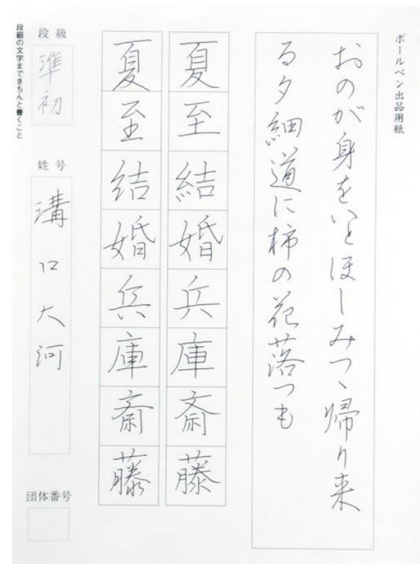 ボールペン出品用紙
おのが身をいとほしみつゝ帰り来
る夕細道に柿の花落つも
夏至結婚兵庫斎藤
夏至结婚兵庫斎藤
段級
準初
姓号
溝口大河
団体番号
段級の文字まできちんと書くこと